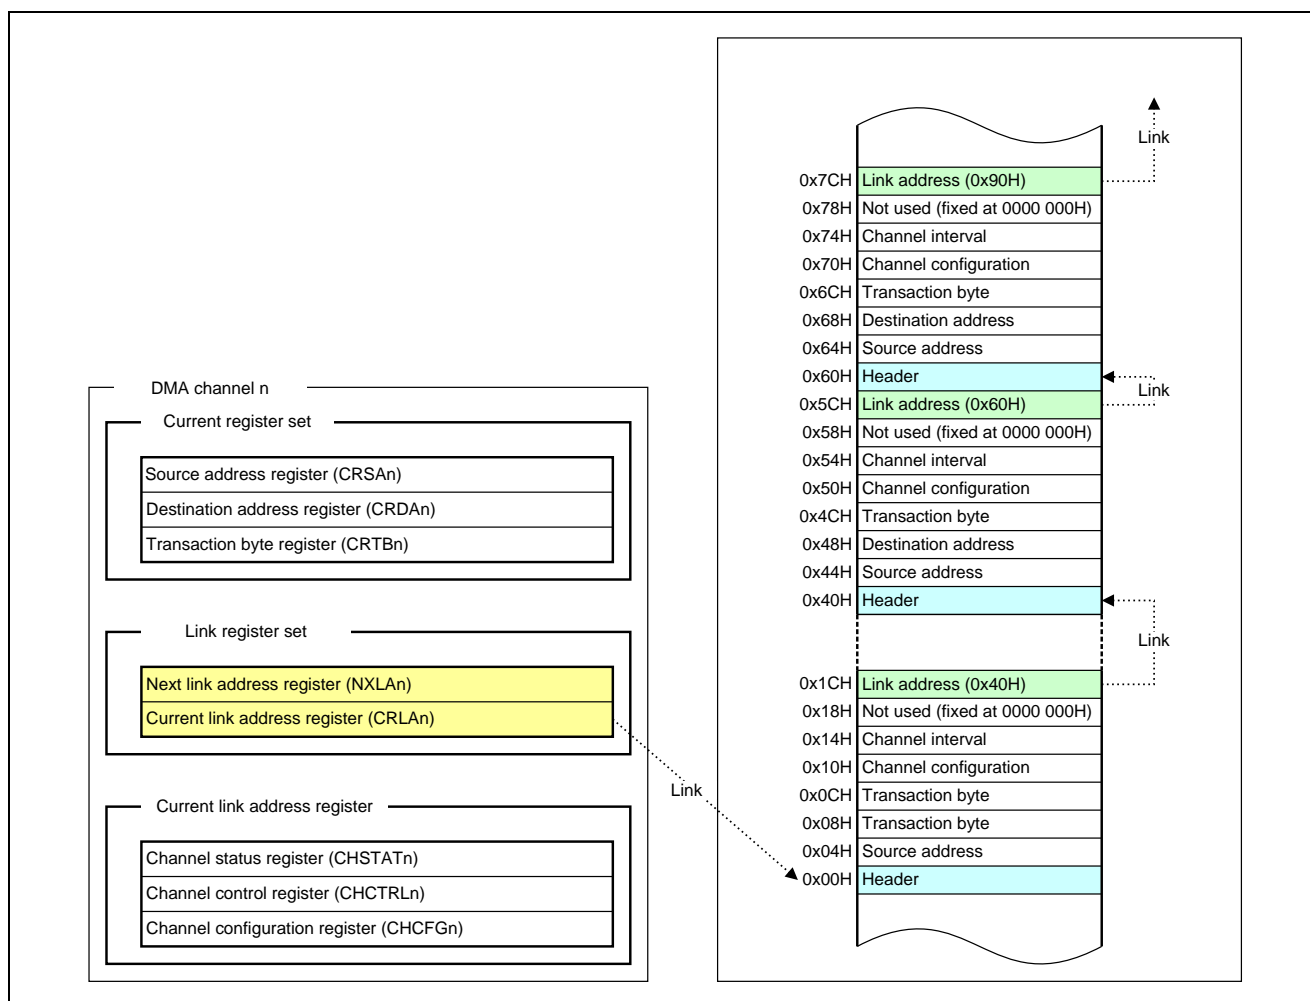 DMA channel n
Current register set
Source address register (CRSAn)
Destination address register (CRDAn)
Transaction byte register (CRTBn)
Link register set
Next link address register (NXLAn)
Current link address register (CRLAn)
Current link address register
Channel status register (CHSTATn)
Channel control register (CHCTRLn)
Channel configuration register (CHCFGn)
Link
Link
0x7CH Link address (0x90H)
0x78H Not used (fixed at 0000 000H)
0x74H Channel interval
0x70H Channel configuration
0x6CH Transaction byte
0x68H Destination address
0x64H Source address
0x60H Header
Link
0x5CH Link address (0x60H)
0x58H Not used (fixed at 0000 000H)
0x54H Channel interval
0x50H Channel configuration
0x4CH Transaction byte
0x48H Destination address
0x44H Source address
0x40H Header
Link
0x1CH Link address (0x40H)
0x18H Not used (fixed at 0000 000H)
0x14H Channel interval
0x10H Channel configuration
0x0CH Transaction byte
0x08H Transaction byte
0x04H Source address
0x00H Header